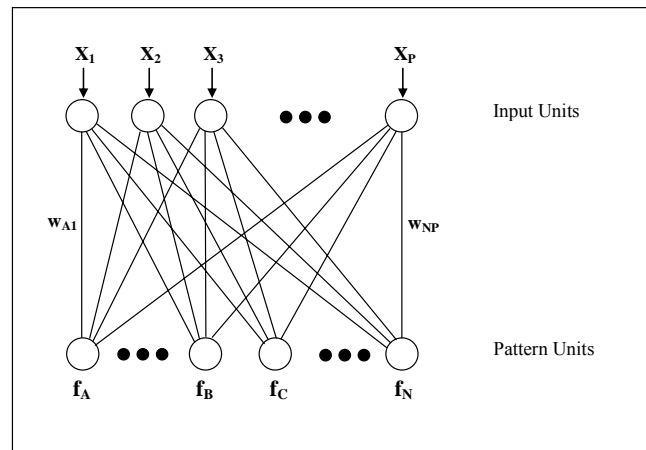 X1 X2 X3 XP
Input Units
wA1 wNP
Pattern Units
fA fB fC fN